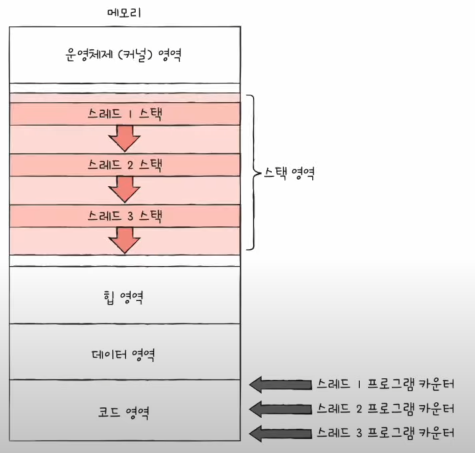 메모리
운영체제 (커널) 영역
스레드 1 스택
스레드 2 스택
스레드 3 스택
스택 영역
힙 영역
데이터 영역
코드 영역
스레드 1 프로그램 카운터
스레드 2 프로그램 카운터
스레드 3 프로그램 카운터